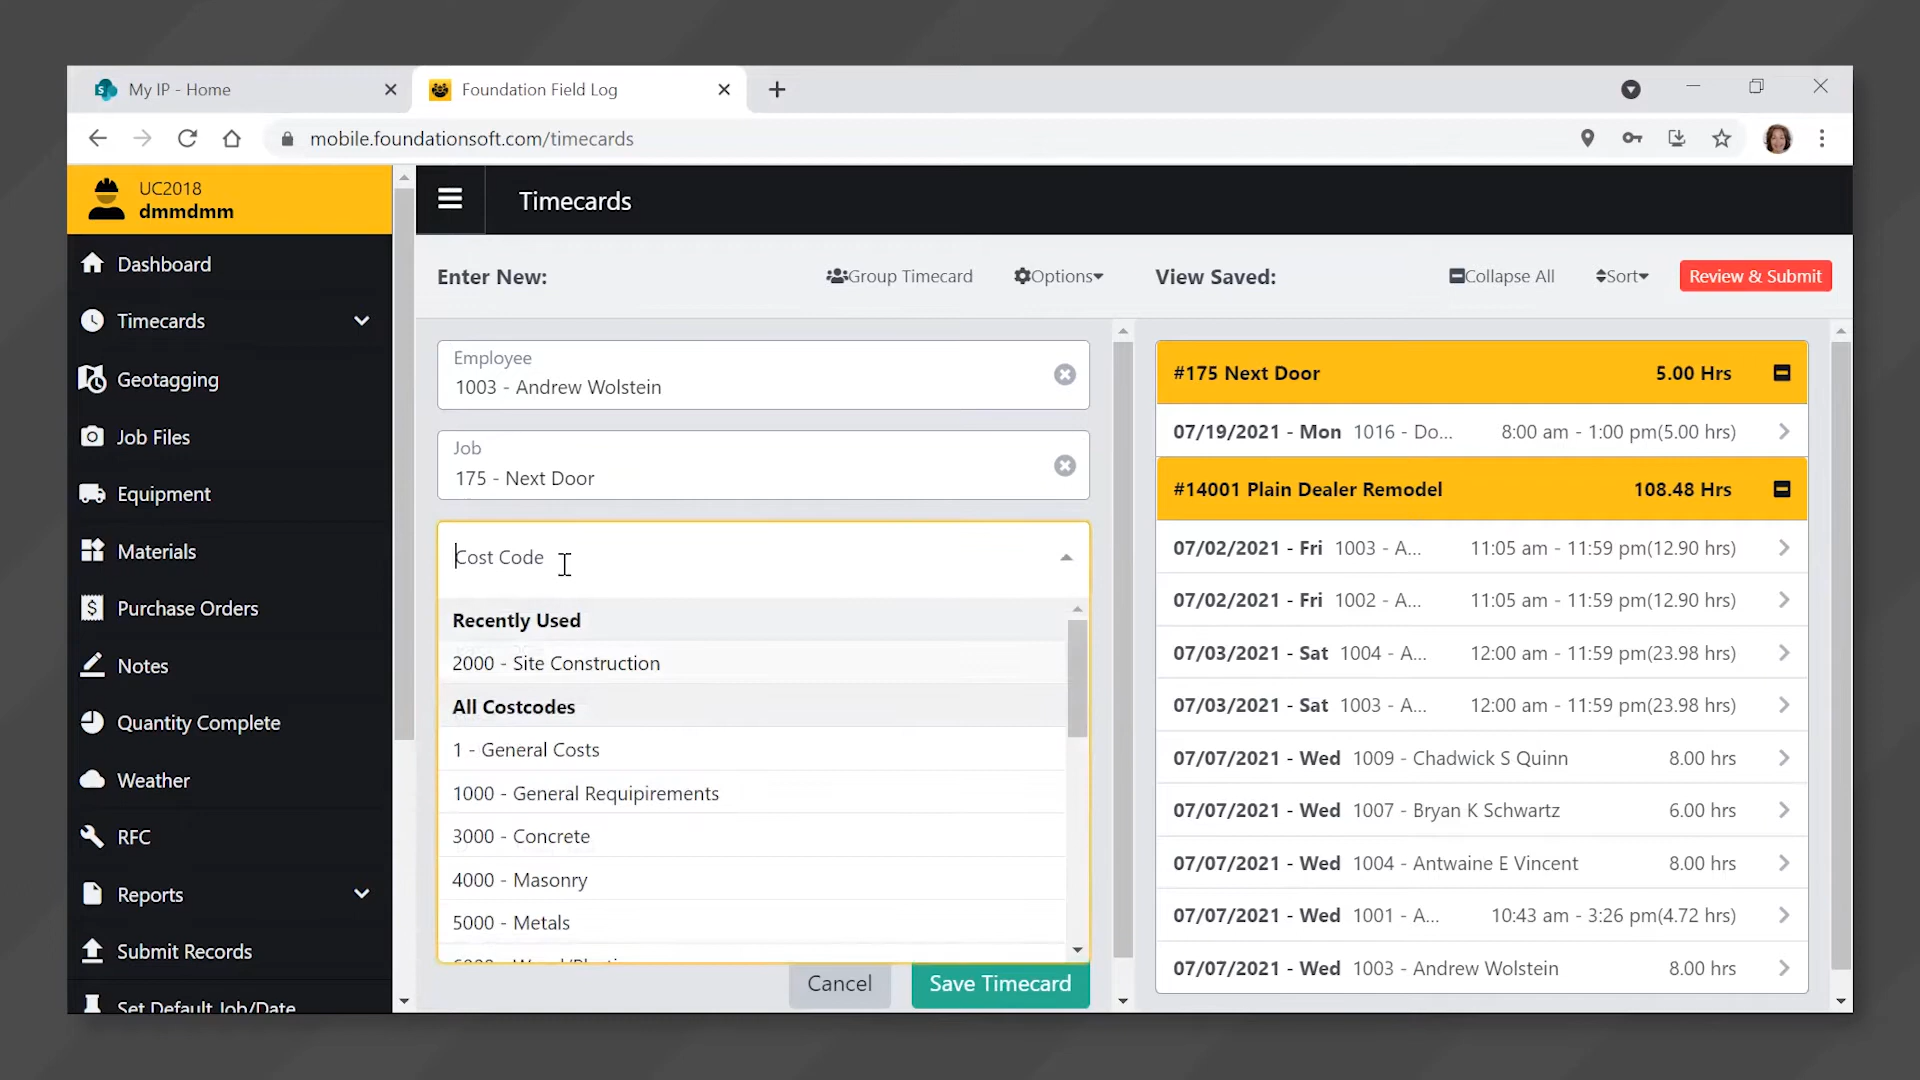 My IP - Home
Foundation Field Log
mobile.foundationsoft.com/timecards
UC2018
dmmdmm
Dashboard
Timecards
Geotagging
Job Files
Equipment
Materials
Purchase Orders
Notes
Quantity Complete
Weather
RFC
Reports
Submit Records
Set Default Job/Date
Timecards
Enter New:
Group Timecard
Options
Employee
1003 - Andrew Wolstein
Job
175 - Next Door
Cost Code
Recently Used
2000 - Site Construction
All Costcodes
1 - General Costs
1000 - General Requipirements
3000 - Concrete
4000 - Masonry
5000 - Metals
Cancel
Save Timecard
View Saved:
Collapse All
Sort
Review & Submit
#175 Next Door 5.00 Hrs
07/19/2021 - Mon 1016 - Do... 8:00 am - 1:00 pm(5.00 hrs)
#14001 Plain Dealer Remodel 108.48 Hrs
07/02/2021 - Fri 1003 - A... 11:05 am - 11:59 pm(12.90 hrs)
07/02/2021 - Fri 1002 - A... 11:05 am - 11:59 pm(12.90 hrs)
07/03/2021 - Sat 1004 - A... 12:00 am - 11:59 pm(23.98 hrs)
07/03/2021 - Sat 1003 - A... 12:00 am - 11:59 pm(23.98 hrs)
07/07/2021 - Wed 1009 - Chadwick S Quinn 8.00 hrs
07/07/2021 - Wed 1007 - Bryan K Schwartz 6.00 hrs
07/07/2021 - Wed 1004 - Antwaine E Vincent 8.00 hrs
07/07/2021 - Wed 1001 - A... 10:43 am - 3:26 pm(4.72 hrs)
07/07/2021 - Wed 1003 - Andrew Wolstein 8.00 hrs